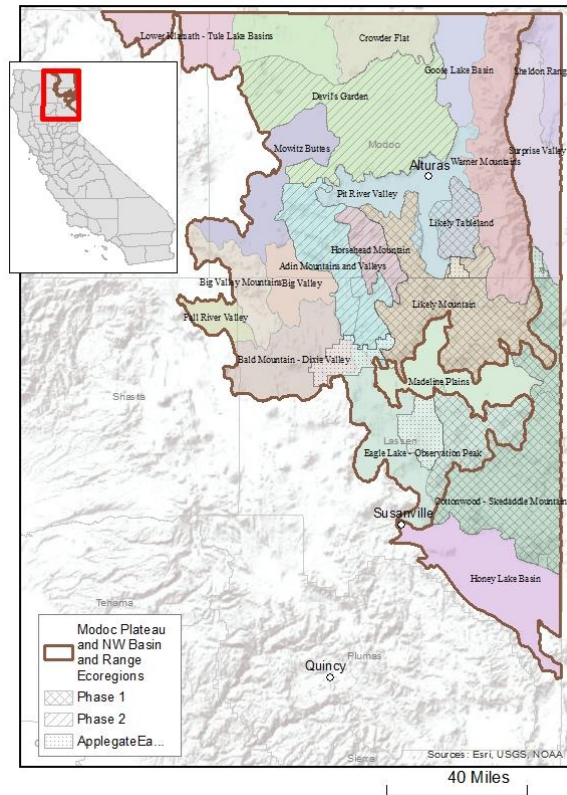 Lower Klamath - Tule Lake Basins
Crowder Flat
Goose Lake Basin
Sheldon Rang
Devil's Garden
Mowitz Buttes
Modoc
Surprise Valley
Warner Mountains
Alturas
Pit River Valley
Likely Tableland
Horsehead Mountain
Adin Mountains and Valleys
Big Valley Mountains
Big Valley
Likely Mountain
Fall River Valley
Bald Mountain - Dixie Valley
Madeline Plains
Shasta
Lassen
Eagle Lake - Observation Peak
Cottonwood - Skedaddle Mountain
Susanville
Honey Lake Basin
Tehama
Plumas
Quincy
Sierra
Modoc Plateau
and NW Basin
and Range
Ecoregions
Phase 1
Phase 2
ApplegateEa...
Sources: Esri, USGS, NOAA
40 Miles